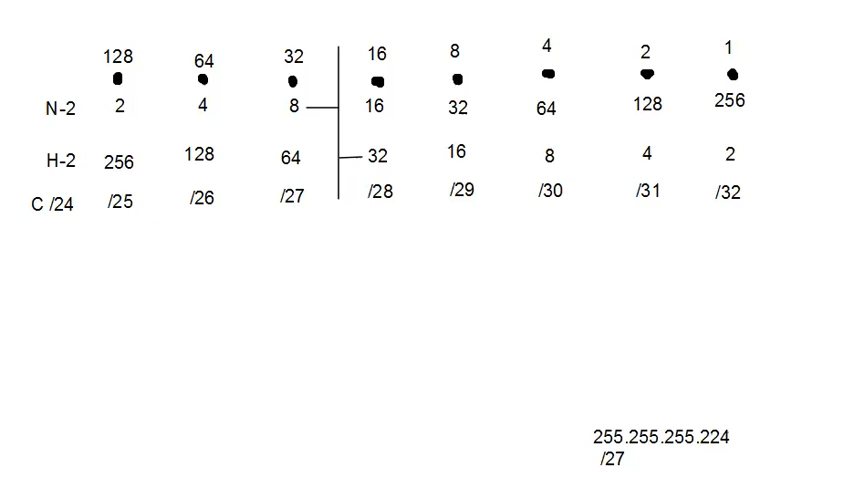 128 64 32 16 8 4 2 1
N-2 2 4 8 16 32 64 128 256
H-2 256 128 64 32 16 8 4 2
C /24 /25 /26 /27 /28 /29 /30 /31 /32
255.255.255.224
/27